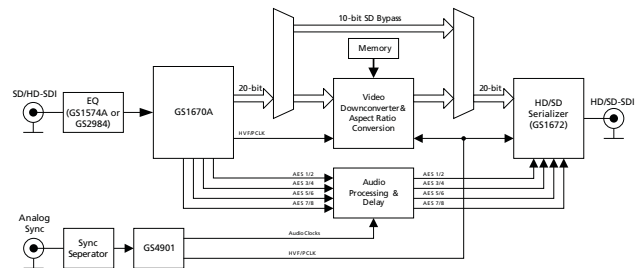 10-bit SD Bypass
Memory
SD/HD-SDI
EQ
(GS1574A or
GS2984)
GS1670A
20-bit
Video
Downconverter&
Aspect Ratio
Conversion
20-bit
HD/SD
Serializer
(GS1672)
HD/SD-SDI
HVF/PCLK
AES 1/2
AES 3/4
AES 5/6
AES 7/8
Audio
Processing &
Delay
AES 1/2
AES 3/4
AES 5/6
AES 7/8
Analog
Sync
Sync
Seperator
GS4901
AudioClocks
HVF/PCLK